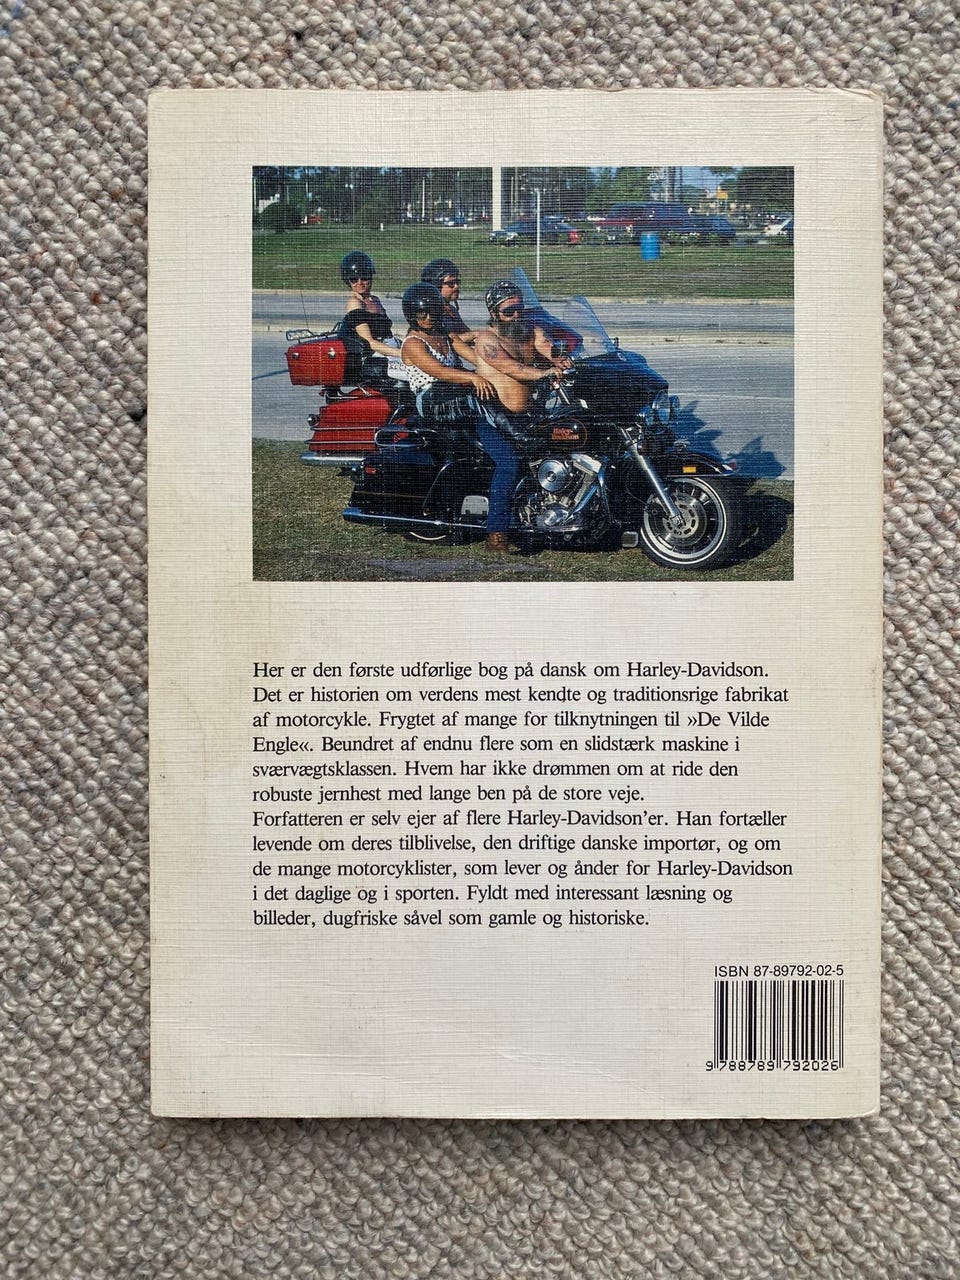 Harley-
Davidson
Her er den første udførlige bog på dansk om Harley-Davidson.
Det er historien om verdens mest kendte og traditionsrige fabrikat
af motorcykle. Frygtet af mange for tilknytningen til »De Vilde
Engle«. Beundret af endnu flere som en slidstærk maskine i
sværvægtsklassen. Hvem har ikke drømmen om at ride den
robuste jernhest med lange ben på de store veje.
Forfatteren er selv ejer af flere Harley-Davidson'er. Han fortæller
levende om deres tilblivelse, den driftige danske importør, og om
de mange motorcyklister, som lever og ånder for Harley-Davidson
i det daglige og i sporten. Fyldt med interessant læsning og
billeder, dugfriske såvel som gamle og historiske.
ISBN 87-89792-02-5
9 788789 792026